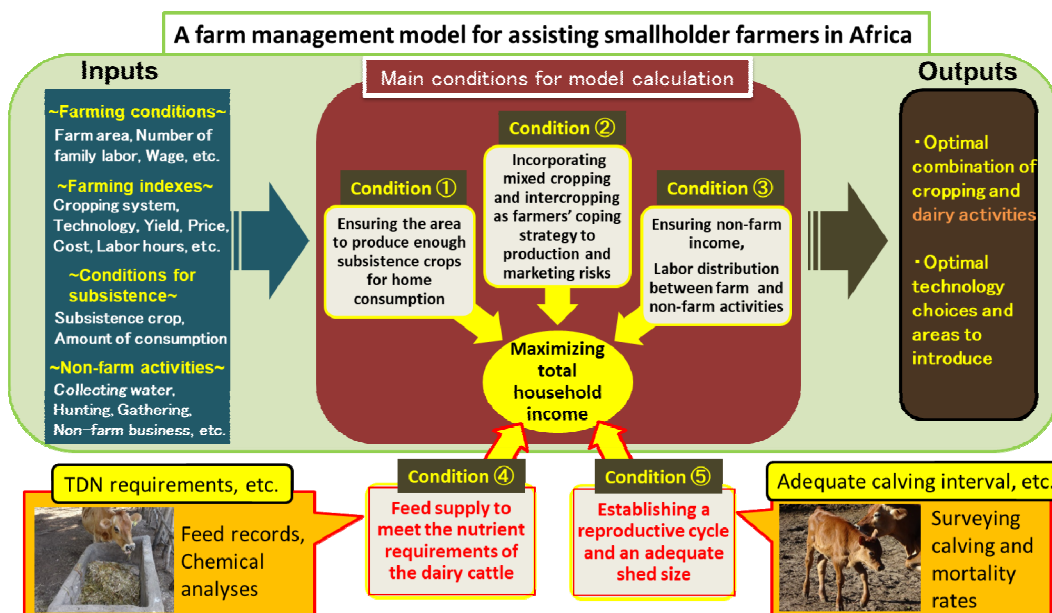 A farm management model for assisting smallholder farmers in Africa
Inputs
~Farming conditions~
Farm area, Number of
family labor, Wage, etc.
~Farming indexes~
Cropping system,
Technology, Yield, Price,
Cost, Labor hours, etc.
~Conditions for
subsistence~
Subsistence crop,
Amount of consumption
~Non-farm activities~
Collecting water,
Hunting, Gathering,
Non-farm business, etc.
Main conditions for model calculation
Condition ①
Ensuring the area
to produce enough
subsistence crops
for home
consumption
Condition ②
Incorporating
mixed cropping
and intercropping
as farmers' coping
strategy to
production and
marketing risks
Condition ③
Ensuring non-farm
income,
Labor distribution
between farm and
non-farm activities
Maximizing
total
household
income
Outputs
・Optimal
combination of
cropping and
dairy activities
・Optimal
technology
choices and
areas to
introduce
TDN requirements, etc.
Feed records,
Chemical
analyses
Condition ④
Feed supply to
meet the nutrient
requirements of
the dairy cattle
Condition ⑤
Establishing a
reproductive cycle
and an adequate
shed size
Adequate calving interval, etc.
Surveying
calving and
mortality
rates